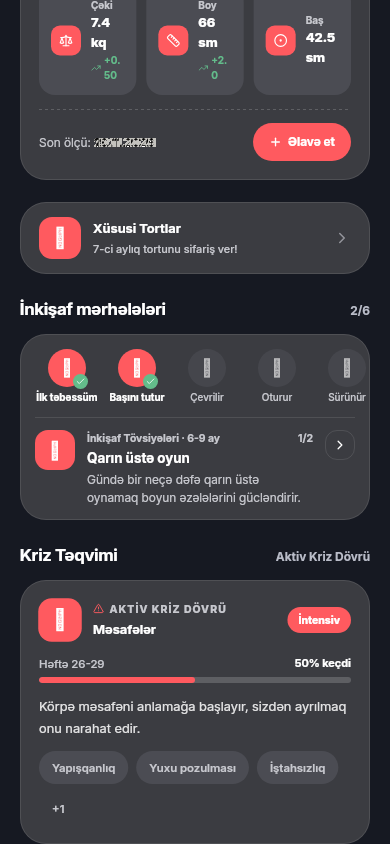 Çəki
7.4
kq
+0.
50
Boy
66
sm
+2.
0
Baş
42.5
sm
Son ölçü:
+ Əlavə et
Xüsusi Tortlar
7-ci aylıq tortunu sifariş ver!
İnkişaf mərhələləri 2/6
İlk təbəssüm Başını tutur Çevrilir Oturur Sürünür
İnkişaf Tövsiyələri · 6-9 ay 1/2
Qarın üstə oyun
Gündə bir neçə dəfə qarın üstə
oynamaq boyun əzələlərini gücləndirir.
Kriz Təqvimi Aktiv Kriz Dövrü
AKTİV KRİZ DÖVRÜ
Məsafələr
İntensiv
Həftə 26-29 50% keçdi
Körpə məsafəni anlamağa başlayır, sizdən ayrılmaq
onu narahat edir.
Yapışqanlıq Yuxu pozulması İştahsızlıq
+1